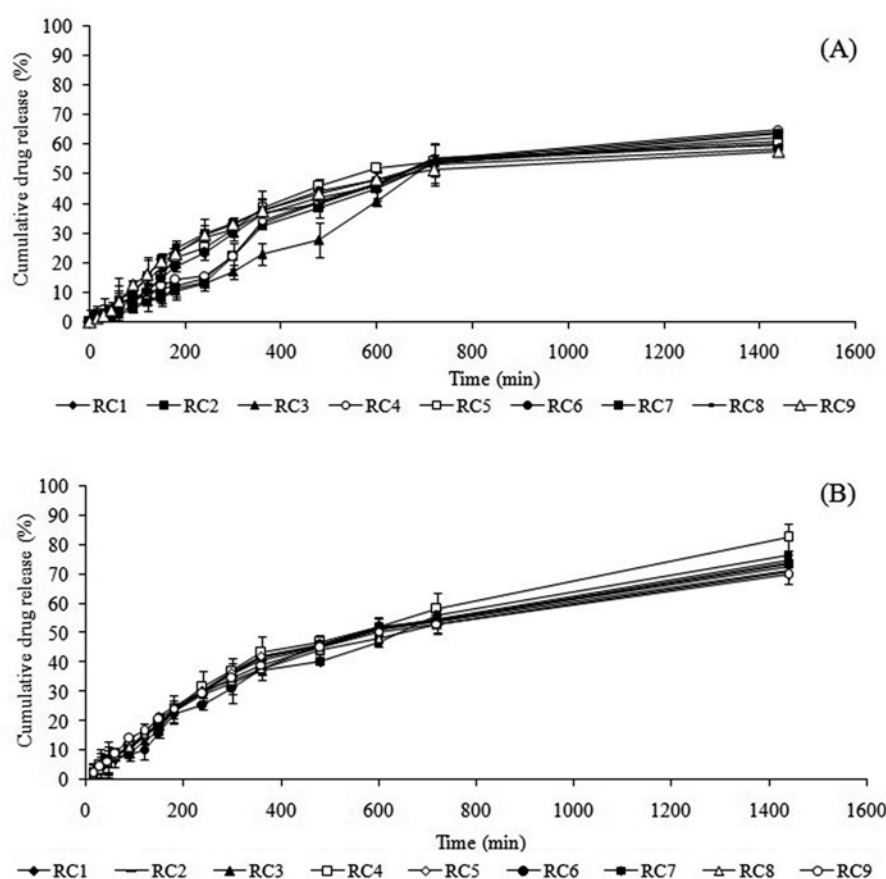 (A)
Cumulative drug release (%)
100
90
80
70
60
50
40
30
20
10
0
0 200 400 600 800 1000 1200 1400 1600
Time (min)
RC1 RC2 RC3 RC4 RC5 RC6 RC7 RC8 RC9
(B)
Cumulative drug release (%)
100
90
80
70
60
50
40
30
20
10
0
0 200 400 600 800 1000 1200 1400 1600
Time (min)
RC1 RC2 RC3 RC4 RC5 RC6 RC7 RC8 RC9